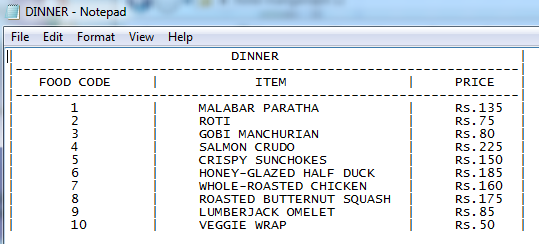 DINNER - Notepad
File Edit Format View Help
DINNER
FOOD CODE | ITEM | PRICE
1 | MALABAR PARATHA | Rs.135
2 | ROTI | Rs.75
3 | GOBI MANCHURIAN | Rs.80
4 | SALMON CRUDO | Rs.225
5 | CRISPY SUNCHOKES | Rs.150
6 | HONEY-GLAZED HALF DUCK | Rs.185
7 | WHOLE-ROASTED CHICKEN | Rs.160
8 | ROASTED BUTTERNUT SQUASH | Rs.175
9 | LUMBERJACK OMELET | Rs.85
10 | VEGGIE WRAP | Rs.50